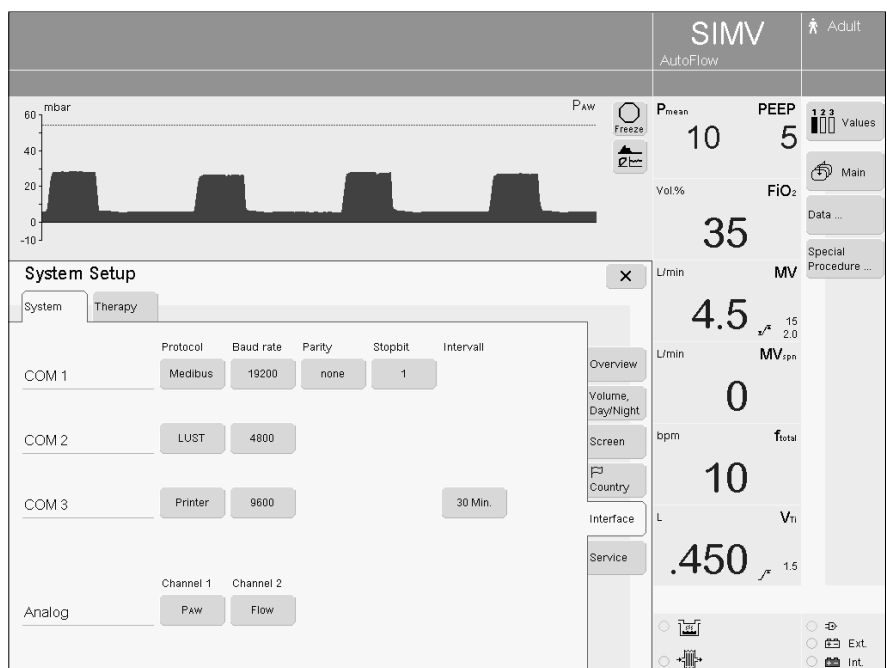 SIMV
AutoFlow
Adult
mbar
PAW
60
40
20
0
-10
Freeze
Pmean PEEP
10 5
Vol.% FiO2
35
L/min MV
4.5 15
2.0
L/min MVspn
0
bpm ftotal
10
L VTi
.450 1.5
1 2 3
Values
Main
Data ...
Special
Procedure ...
System Setup
System Therapy
Protocol Baud rate Parity Stopbit Intervall
COM 1 Medibus 19200 none 1
COM 2 LUST 4800
COM 3 Printer 9600 30 Min.
Channel 1 Channel 2
Analog PAW Flow
Overview
Volume,
Day/Night
Screen
Country
Interface
Service
Ext.
Int.